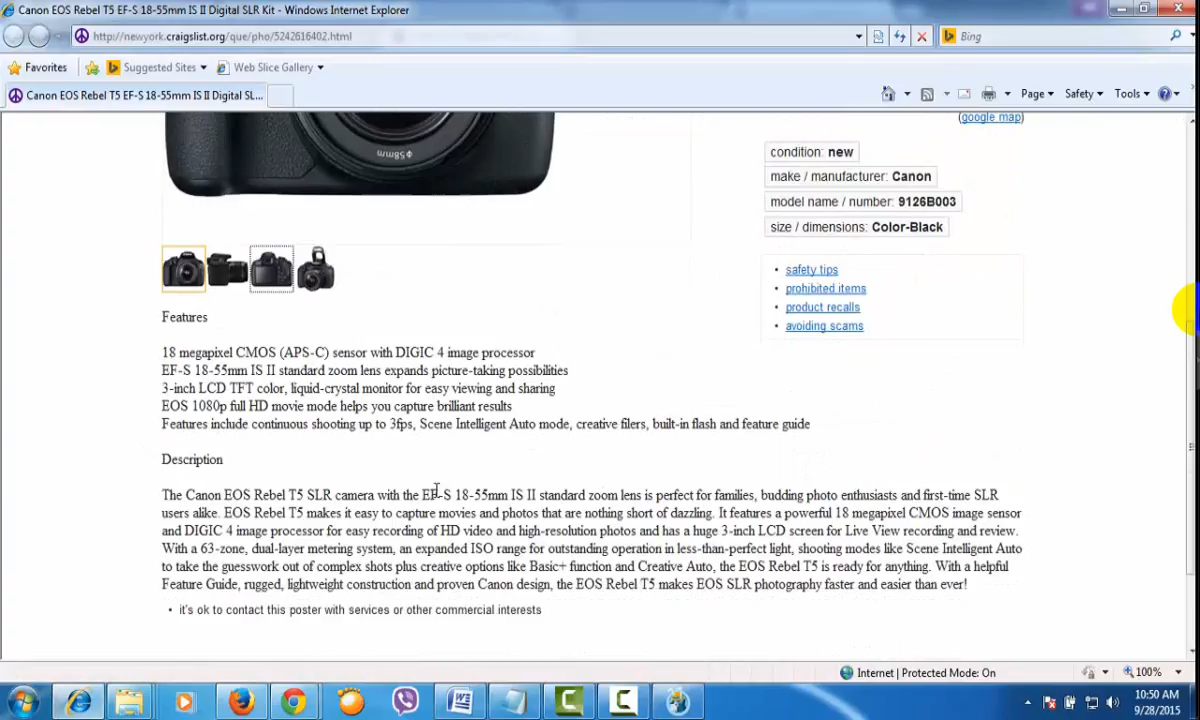 Canon EOS Rebel T5 EF-S 18-55mm IS II Digital SLR Kit - Windows Internet Explorer
http://newyork.craigslist.org/que/pho/5242616402.html
Bing
Favorites
Suggested Sites
Web Slice Gallery
Canon EOS Rebel T5 EF-S 18-55mm IS II Digital SL...
Page
Safety
Tools
(google map)
Φ58mm
condition: new
make / manufacturer: Canon
model name / number: 9126B003
size / dimensions: Color-Black
safety tips
prohibited items
product recalls
avoiding scams
Features
18 megapixel CMOS (APS-C) sensor with DIGIC 4 image processor
EF-S 18-55mm IS II standard zoom lens expands picture-taking possibilities
3-inch LCD TFT color, liquid-crystal monitor for easy viewing and sharing
EOS 1080p full HD movie mode helps you capture brilliant results
Features include continuous shooting up to 3fps, Scene Intelligent Auto mode, creative filers, built-in flash and feature guide
Description
The Canon EOS Rebel T5 SLR camera with the EF-S 18-55mm IS II standard zoom lens is perfect for families, budding photo enthusiasts and first-time SLR
users alike. EOS Rebel T5 makes it easy to capture movies and photos that are nothing short of dazzling. It features a powerful 18 megapixel CMOS image sensor
and DIGIC 4 image processor for easy recording of HD video and high-resolution photos and has a huge 3-inch LCD screen for Live View recording and review.
With a 63-zone, dual-layer metering system, an expanded ISO range for outstanding operation in less-than-perfect light, shooting modes like Scene Intelligent Auto
to take the guesswork out of complex shots plus creative options like Basic+ function and Creative Auto, the EOS Rebel T5 is ready for anything. With a helpful
Feature Guide, rugged, lightweight construction and proven Canon design, the EOS Rebel T5 makes EOS SLR photography faster and easier than ever!
it's ok to contact this poster with services or other commercial interests
Internet | Protected Mode: On
100%
10:50 AM
9/28/2015